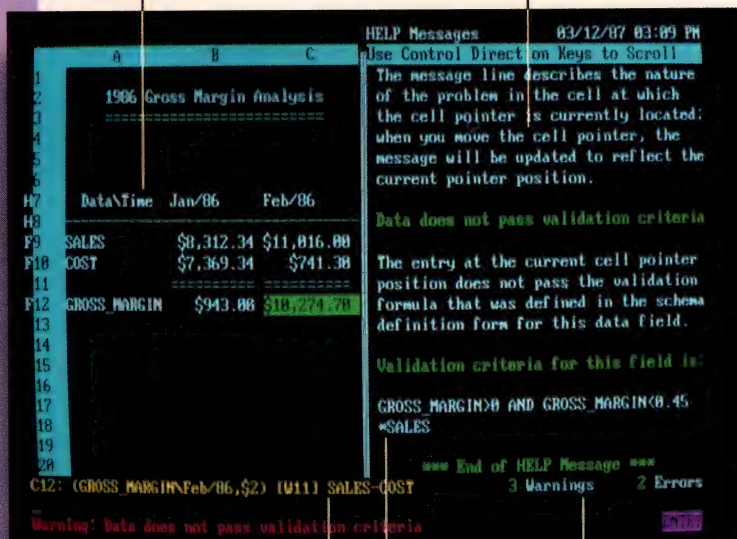 HELP Messages 03/12/87 03:09 PM
A B C
Use Control Direct on Keys to Scroll
1
2 1986 Gross Margin Analysis
3 =========================
4
5
6
H7 Data\Time Jan/86 Feb/86
H8
F9 SALES $8,312.34 $11,016.00
F10 COST $7,369.34 $741.30
11 =========== ===========
F12 GROSS_MARGIN $943.00 $10,274.70
13
14
15
16
17
18
19
20
The message line describes the nature
of the problem in the cell at which
the cell pointer is currently located:
when you move the cell pointer, the
message will be updated to reflect the
current pointer position.
Data does not pass validation criteria
The entry at the current cell pointer
position does not pass the validation
formula that was defined in the schema
definition form for this data field.
Validation criteria for this field is:
GROSS_MARGIN>0 AND GROSS_MARGIN<0.45
*SALES
*** End of HELP Message ***
C12: (GROSS_MARGIN\Feb/86,$2) [W11] SALES-COST 3 Warnings 2 Errors
Warning: Data does not pass validation criteria ENTRY